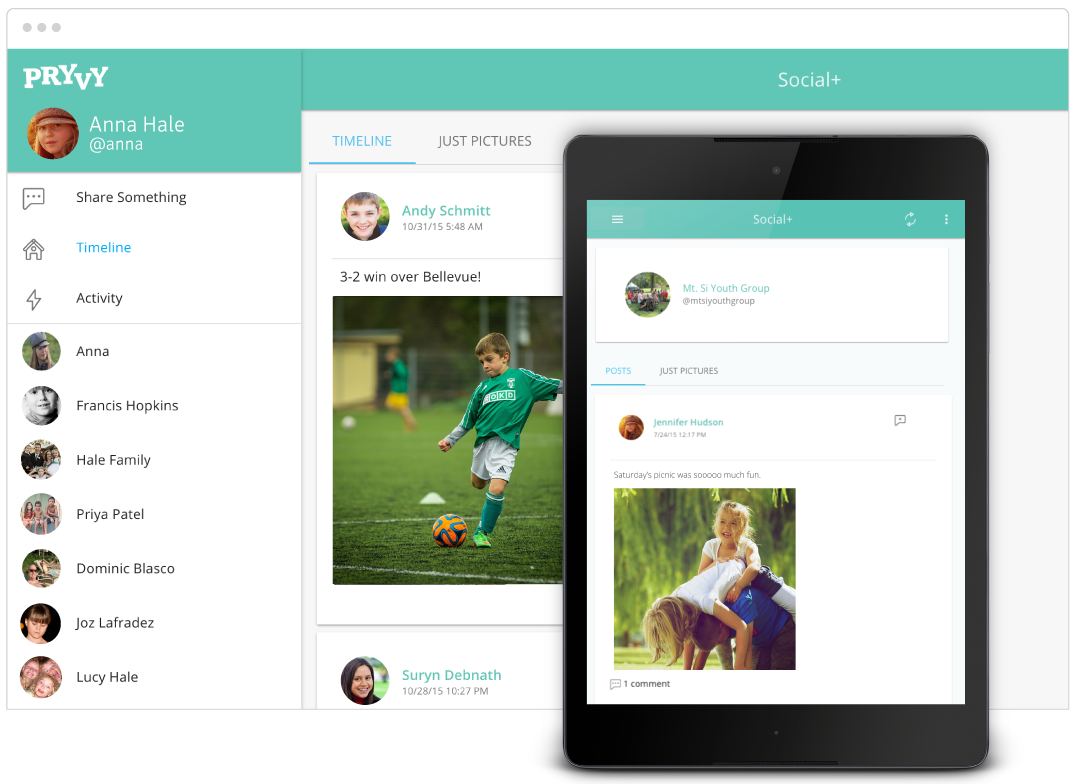 PRYVY
Social+
Anna Hale
@anna
Share Something
Timeline
Activity
Anna
Francis Hopkins
Hale Family
Priya Patel
Dominic Blasco
Joz Lafradez
Lucy Hale
TIMELINE
JUST PICTURES
Andy Schmitt
10/31/15 5:48 AM
3-2 win over Bellevue!
Suryn Debnath
10/28/15 10:27 PM
Social+
Mt. Si Youth Group
@mtsiyouthgroup
POSTS
JUST PICTURES
Jennifer Hudson
7/24/15 12:17 PM
Saturday's picnic was sooooo much fun.
1 comment